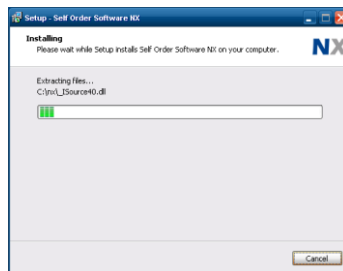 Setup - Self Order Software NX
Installing
Please wait while Setup installs Self Order Software NX on your computer.
NX
Extracting files...
C:\nx\_ISource40.dll
Cancel